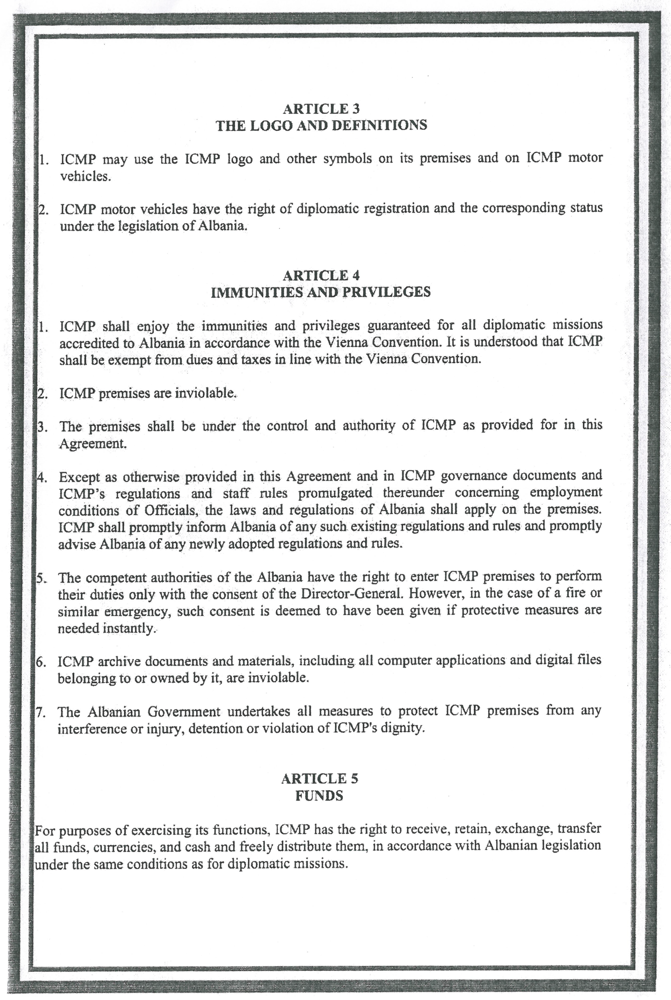 ARTICLE 3
THE LOGO AND DEFINITIONS
1. ICMP may use the ICMP logo and other symbols on its premises and on ICMP motor
vehicles.
2. ICMP motor vehicles have the right of diplomatic registration and the corresponding status
under the legislation of Albania.
ARTICLE 4
IMMUNITIES AND PRIVILEGES
1. ICMP shall enjoy the immunities and privileges guaranteed for all diplomatic missions
accredited to Albania in accordance with the Vienna Convention. It is understood that ICMP
shall be exempt from dues and taxes in line with the Vienna Convention.
2. ICMP premises are inviolable.
3. The premises shall be under the control and authority of ICMP as provided for in this
Agreement.
4. Except as otherwise provided in this Agreement and in ICMP governance documents and
ICMP's regulations and staff rules promulgated thereunder concerning employment
conditions of Officials, the laws and regulations of Albania shall apply on the premises.
ICMP shall promptly inform Albania of any such existing regulations and rules and promptly
advise Albania of any newly adopted regulations and rules.
5. The competent authorities of the Albania have the right to enter ICMP premises to perform
their duties only with the consent of the Director-General. However, in the case of a fire or
similar emergency, such consent is deemed to have been given if protective measures are
needed instantly.
6. ICMP archive documents and materials, including all computer applications and digital files
belonging to or owned by it, are inviolable.
7. The Albanian Government undertakes all measures to protect ICMP premises from any
interference or injury, detention or violation of ICMP's dignity.
ARTICLE 5
FUNDS
For purposes of exercising its functions, ICMP has the right to receive, retain, exchange, transfer
all funds, currencies, and cash and freely distribute them, in accordance with Albanian legislation
under the same conditions as for diplomatic missions.